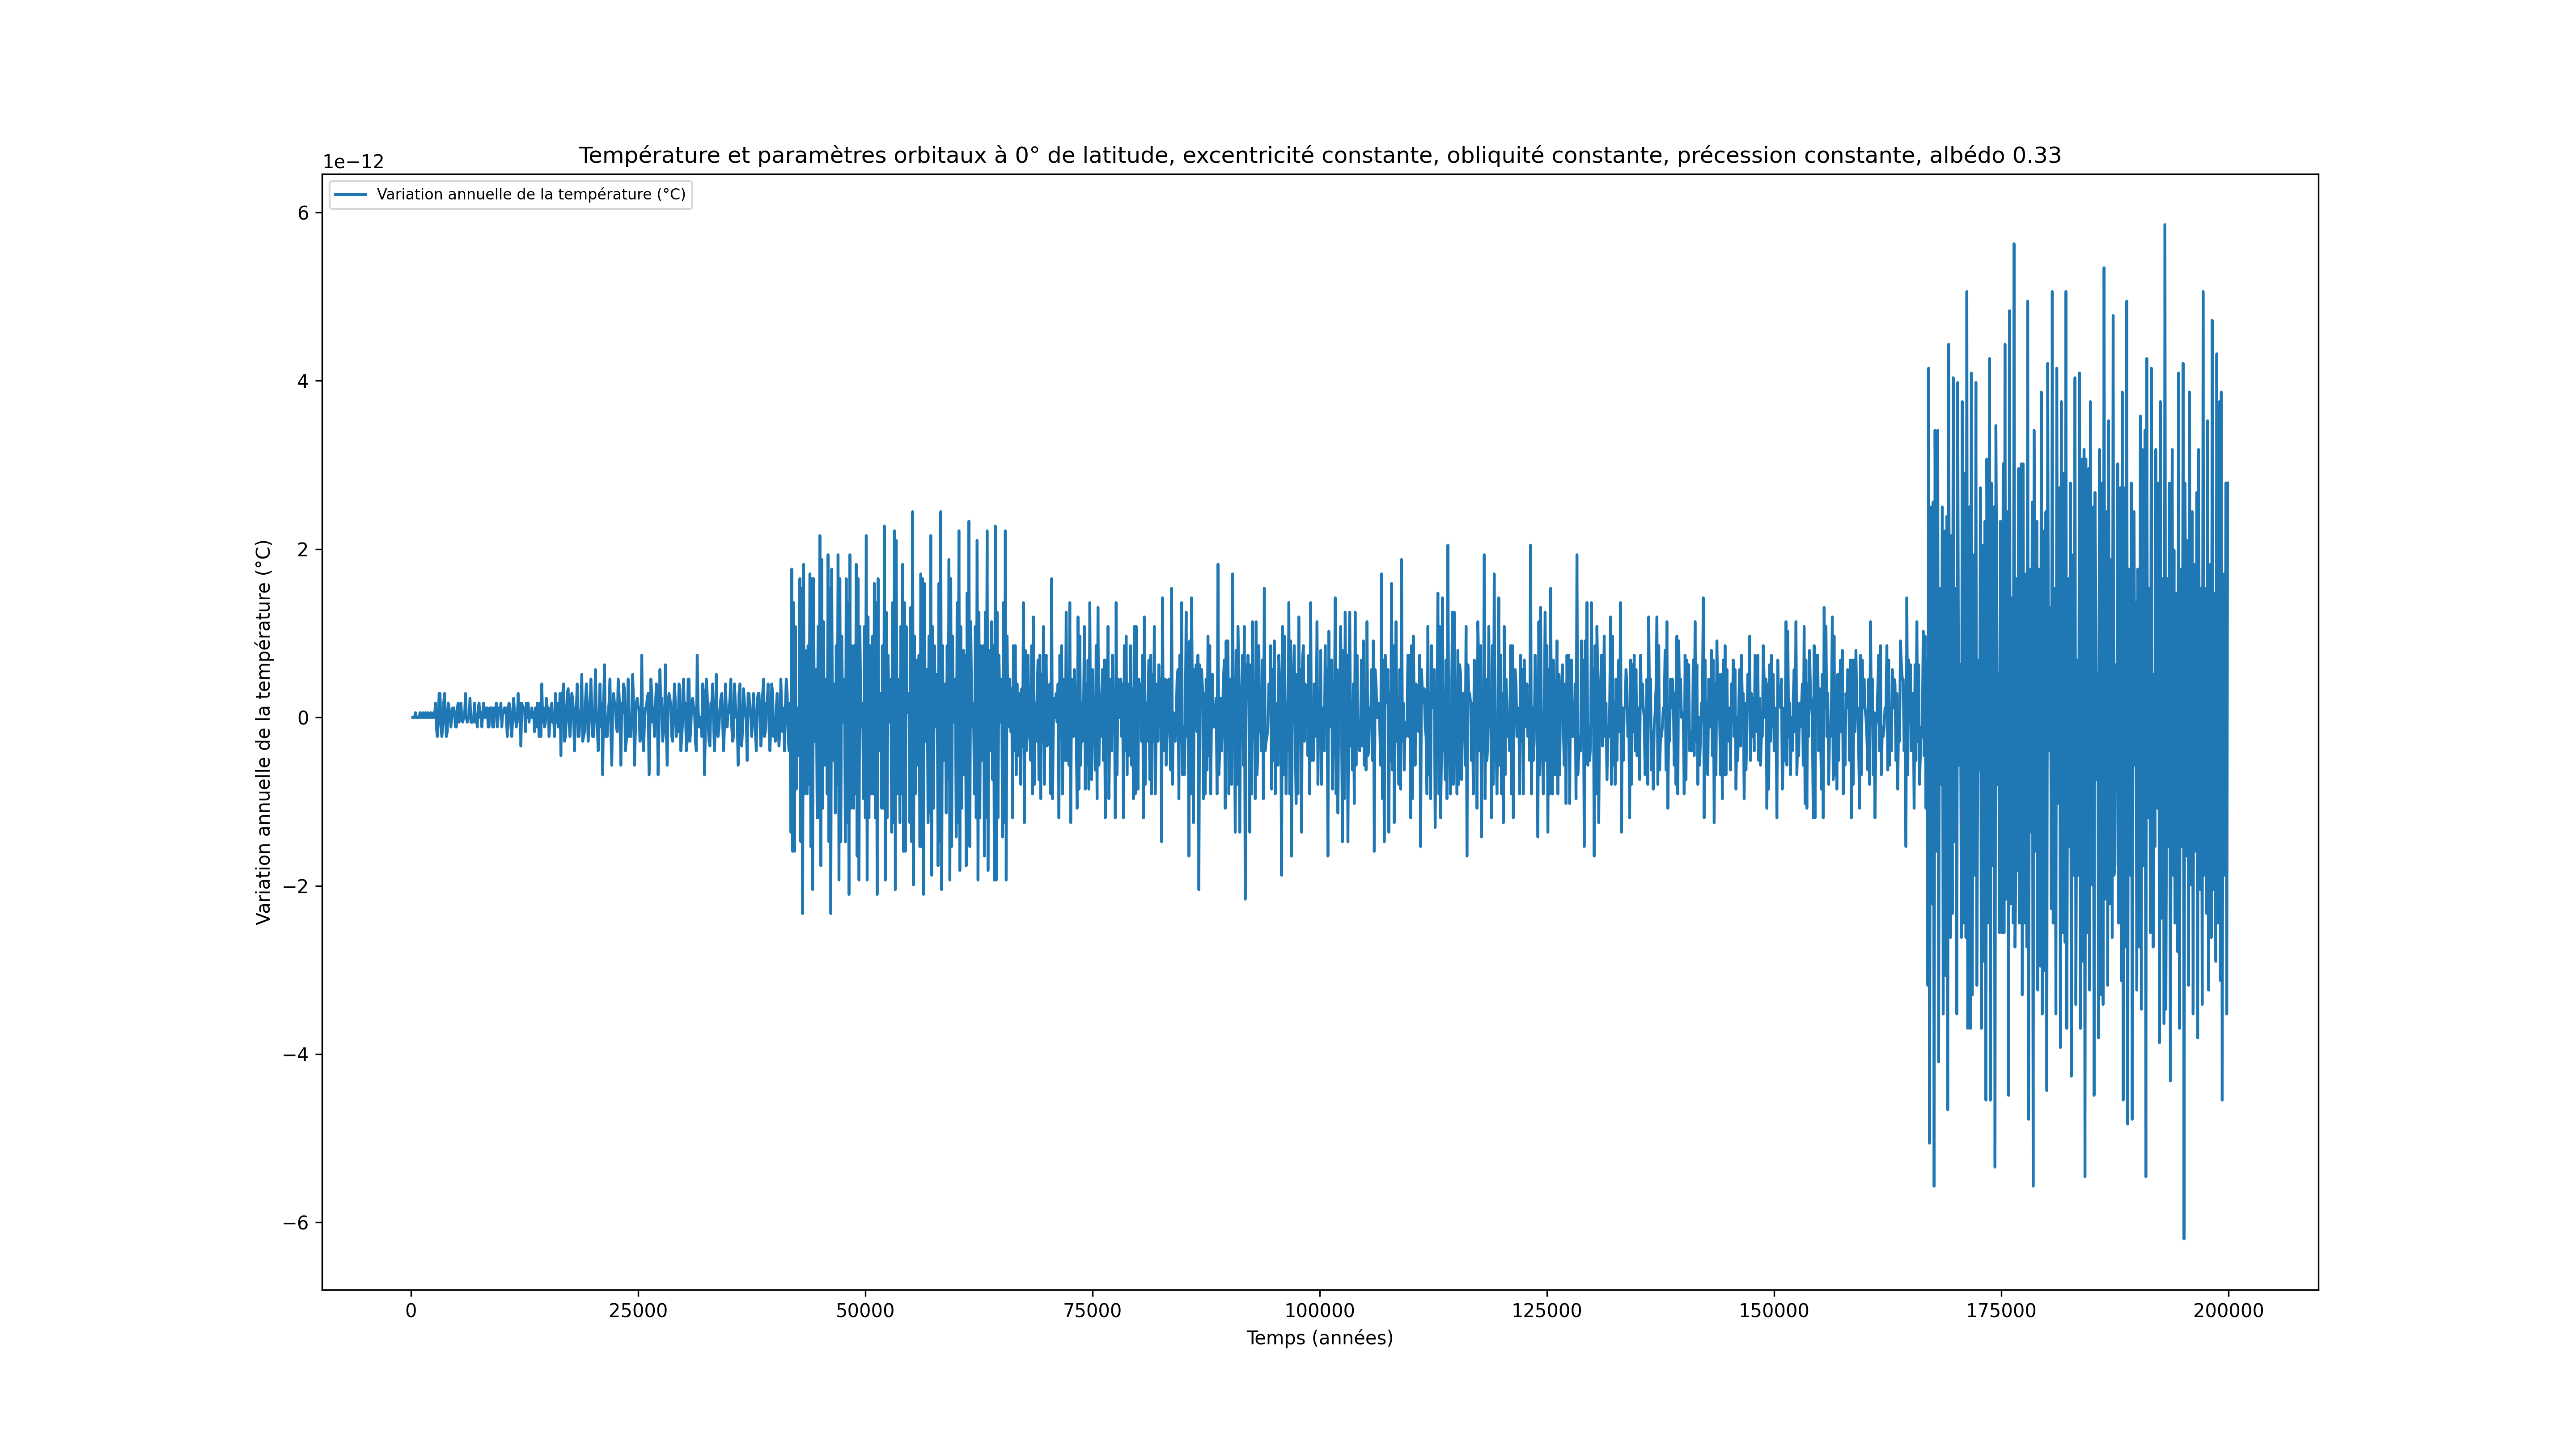 Température et paramètres orbitaux à 0° de latitude, excentricité constante, obliquité constante, précession constante, albédo 0.33
1e−12
Variation annuelle de la température (°C)
6
4
2
0
−2
−4
−6
Variation annuelle de la température (°C)
0 25000 50000 75000 100000 125000 150000 175000 200000
Temps (années)